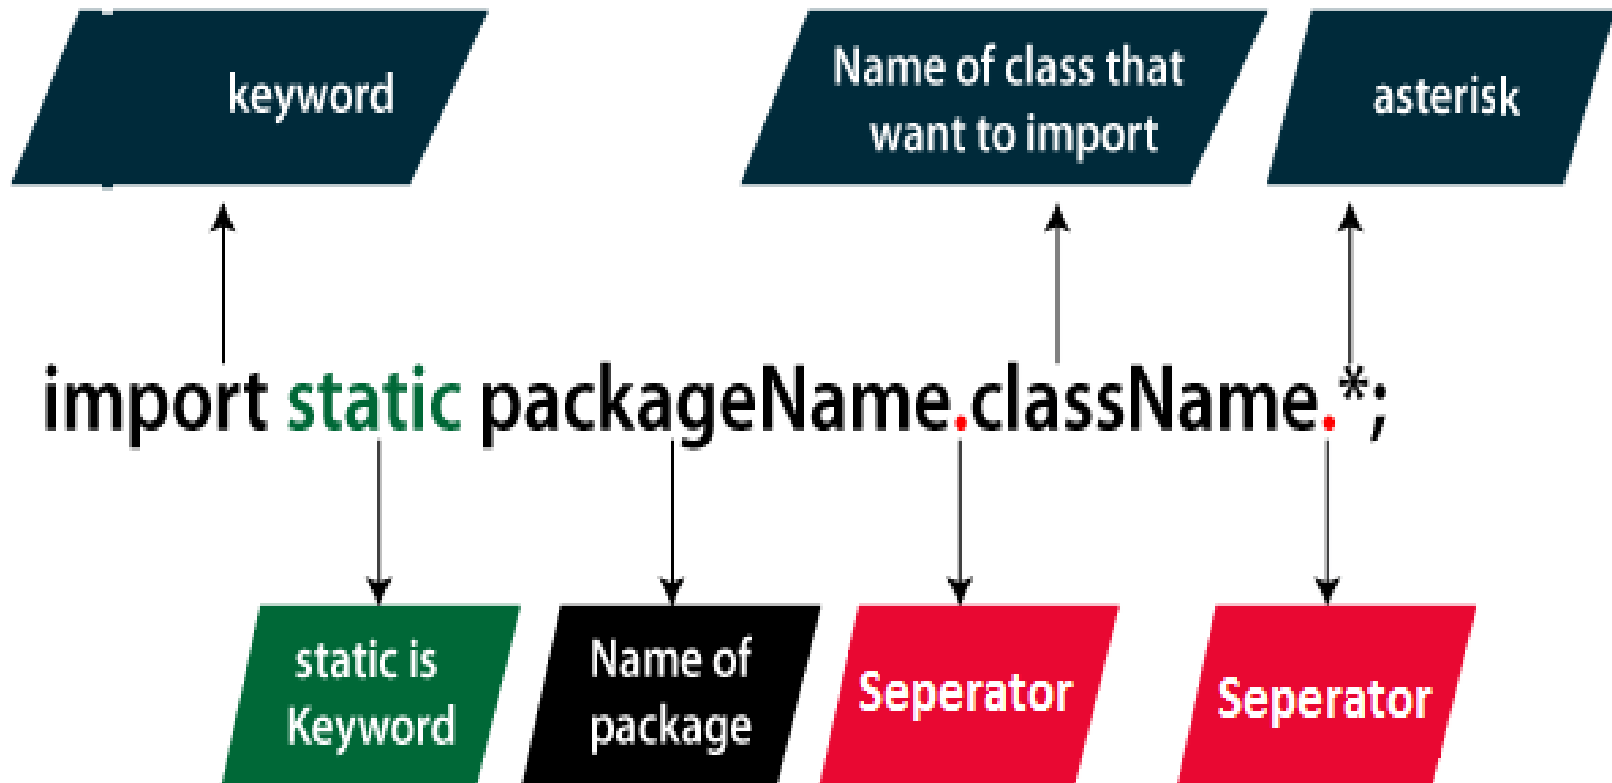 keyword
Name of class that
want to import
asterisk
import static packageName.className.*;
static is
Keyword
Name of
package
Seperator
Seperator